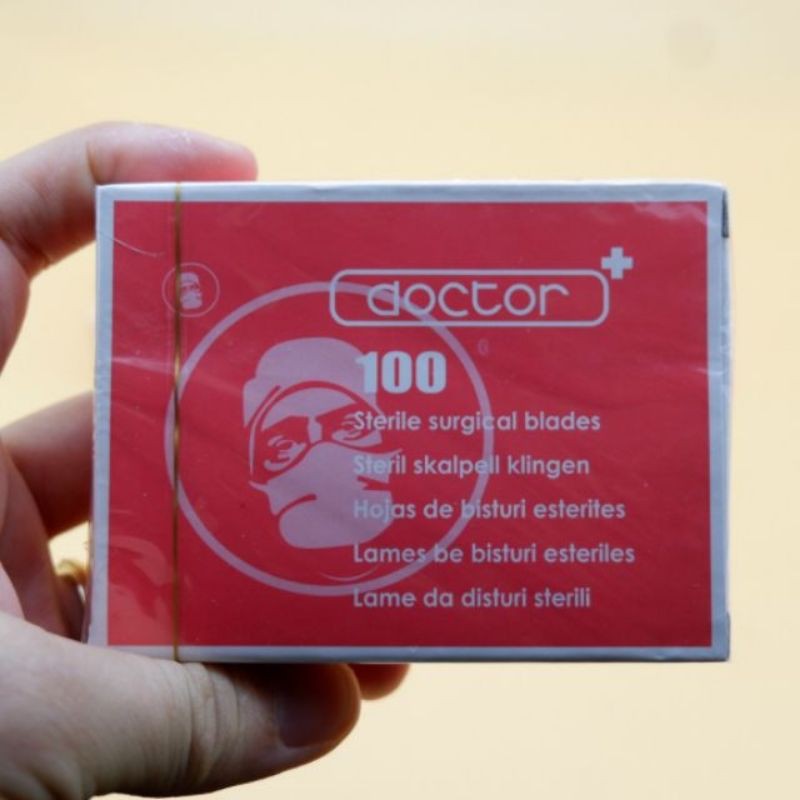 doctor
100
Sterile surgical blades
Steril skalpell klingen
Hojas de bisturi esterites
Lames be bisturi esteriles
Lame da disturi sterili